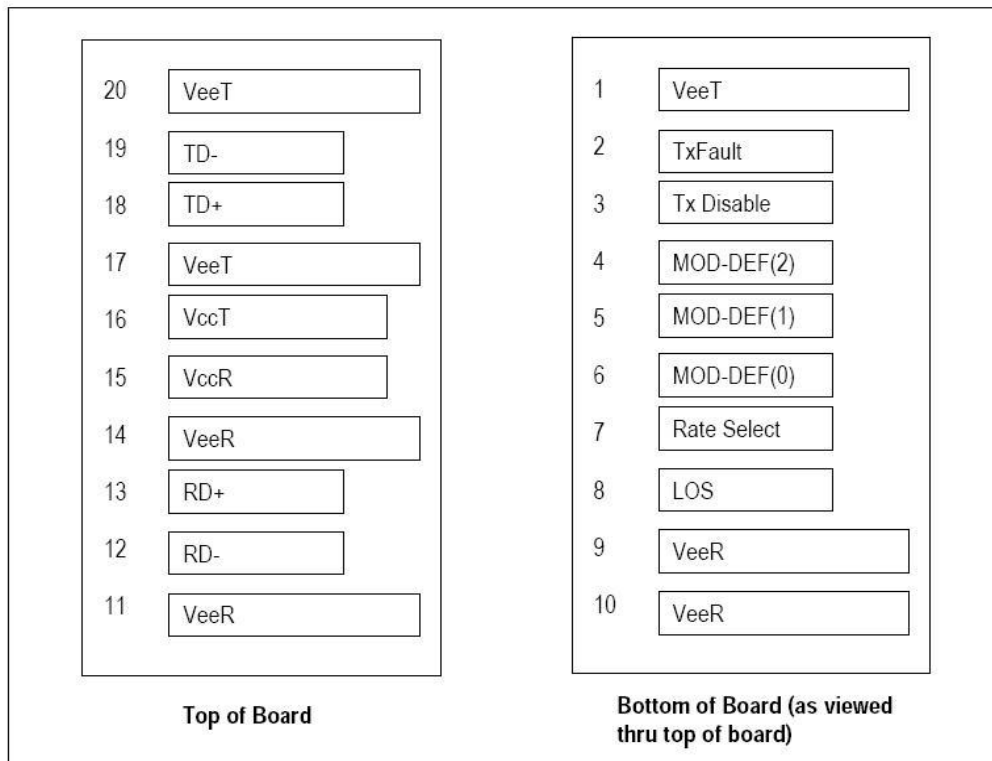 20 VeeT
19 TD-
18 TD+
17 VeeT
16 VccT
15 VccR
14 VeeR
13 RD+
12 RD-
11 VeeR
Top of Board
1 VeeT
2 TxFault
3 Tx Disable
4 MOD-DEF(2)
5 MOD-DEF(1)
6 MOD-DEF(0)
7 Rate Select
8 LOS
9 VeeR
10 VeeR
Bottom of Board (as viewed
thru top of board)